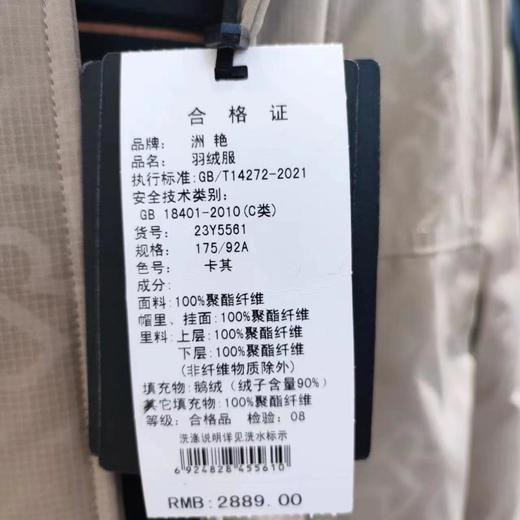 合格证
品牌: 洲 艳
品名: 羽绒服
执行标准:GB/T14272-2021
安全技术类别:
GB 18401-2010(C类)
货号: 23Y5561
规格: 175/92A
色号: 卡其
成分:
面料:100%聚酯纤维
帽里、挂面:100%聚酯纤维
里料:上层:100%聚酯纤维
下层:100%聚酯纤维
(非纤维物质除外)
填充物:鹅绒(绒子含量90%)
其它填充物:100%聚酯纤维
等级: 合格品 检验: 08
洗涤说明详见洗水标示
6924828455610
RMB:2889.00